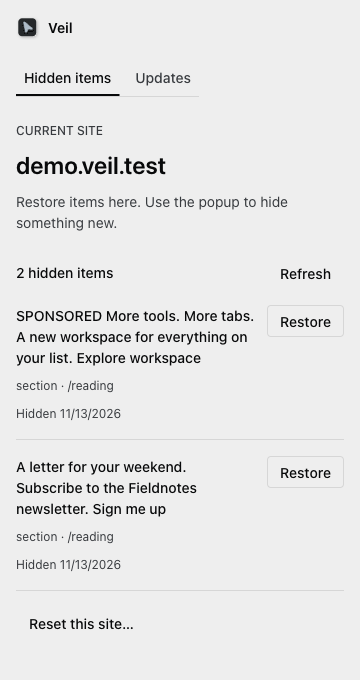 Veil
Hidden items
Updates
CURRENT SITE
demo.veil.test
Restore items here. Use the popup to hide
something new.
2 hidden items
Refresh
SPONSORED More tools. More tabs.
A new workspace for everything on
your list. Explore workspace
Restore
section · /reading
Hidden 11/13/2026
A letter for your weekend.
Subscribe to the Fieldnotes
newsletter. Sign me up
Restore
section · /reading
Hidden 11/13/2026
Reset this site...